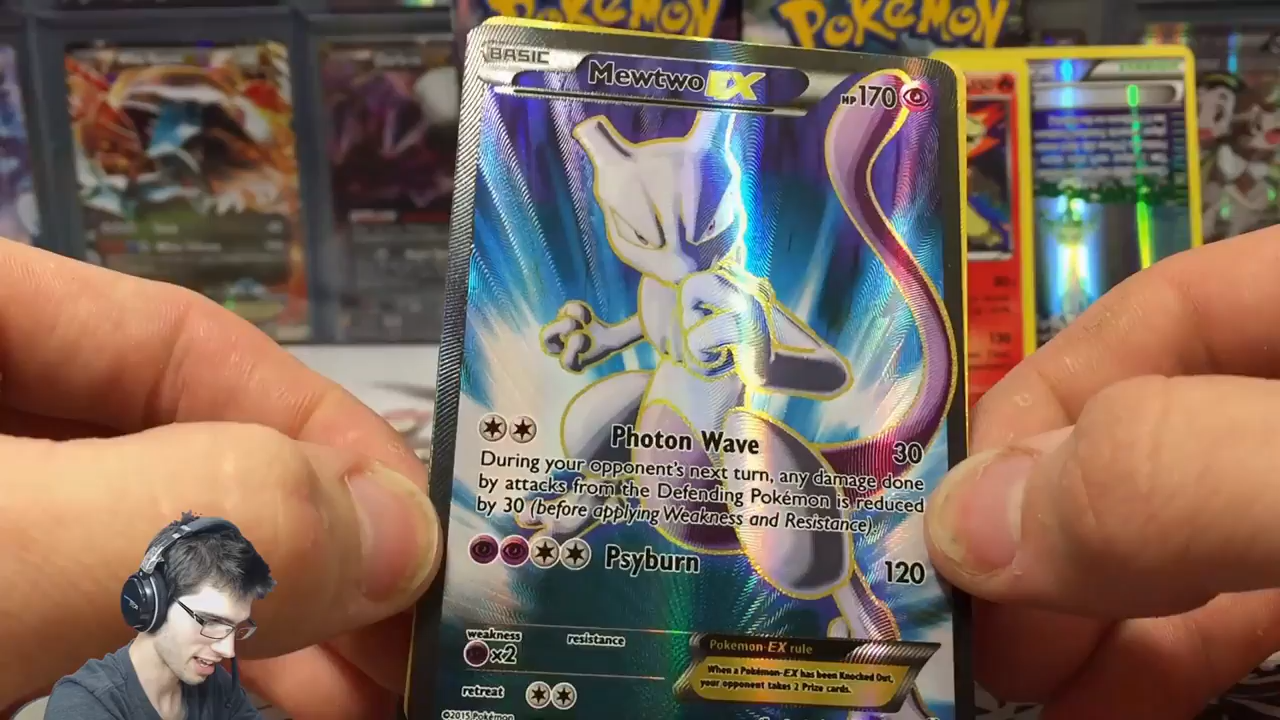 POKéMON
POKéMON
BASIC
Mewtwo EX
HP170
Photon Wave 30
During your opponent's next turn, any damage done
by attacks from the Defending Pokémon is reduced
by 30 (before applying Weakness and Resistance).
Psyburn 120
weakness
resistance
x2
Pokémon-EX rule
When a Pokémon-EX has been Knocked Out,
your opponent takes 2 Prize cards.
retreat
©2015 Pokémon
130